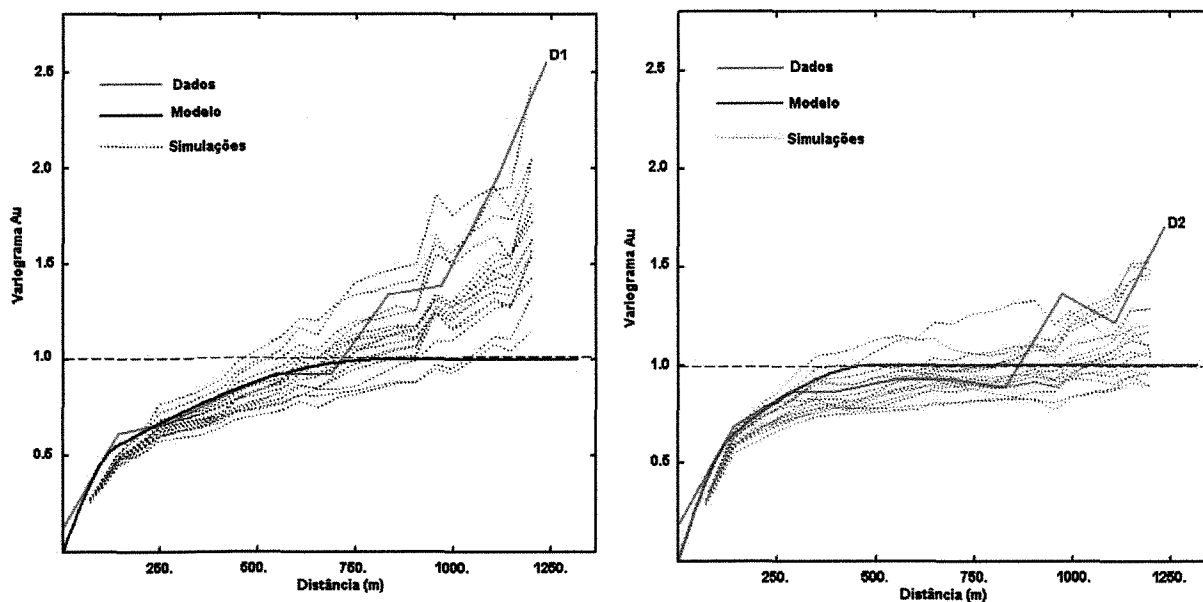 D1
2.5
Dados
Modelo
Simulações
2.0
1.5
1.0
0.5
Variograma Au
250.
500.
750.
1000.
1250.
Distância (m)
2.5
Dados
Modelo
Simulações
2.0
D2
1.5
1.0
0.5
Variograma Au
250.
500.
750.
1000.
1250.
Distância (m)